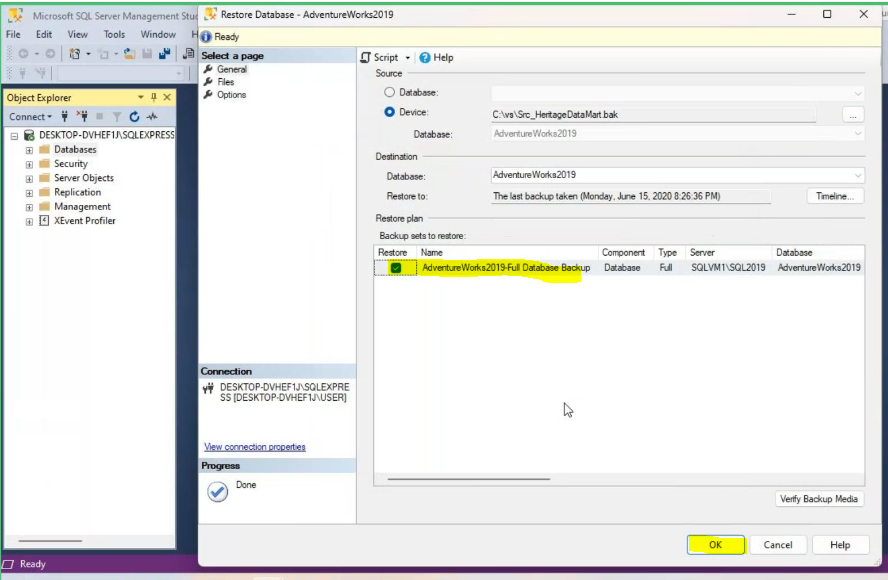 Microsoft SQL Server Management Stu
Restore Database - AdventureWorks2019
File Edit View Tools Window H
Ready
Object Explorer
Connect
DESKTOP-DVHEF1J\SQLEXPRESS
Databases
Security
Server Objects
Replication
Management
XEvent Profiler
Select a page
General
Files
Options
Connection
DESKTOP-DVHEF1J\SQLEXPRE
SS [DESKTOP-DVHEF1J\USER]
View connection properties
Progress
Done
Script Help
Source
Database:
Device: C:\vs\Src_HeritageDataMart.bak ...
Database: AdventureWorks2019
Destination
Database: AdventureWorks2019
Restore to: The last backup taken (Monday, June 15, 2020 8:26:36 PM) Timeline...
Restore plan
Backup sets to restore:
Restore Name Component Type Server Database
AdventureWorks2019-Full Database Backup Database Full SQLVM1\SQL2019 AdventureWorks2019
Verify Backup Media
OK Cancel Help
Ready